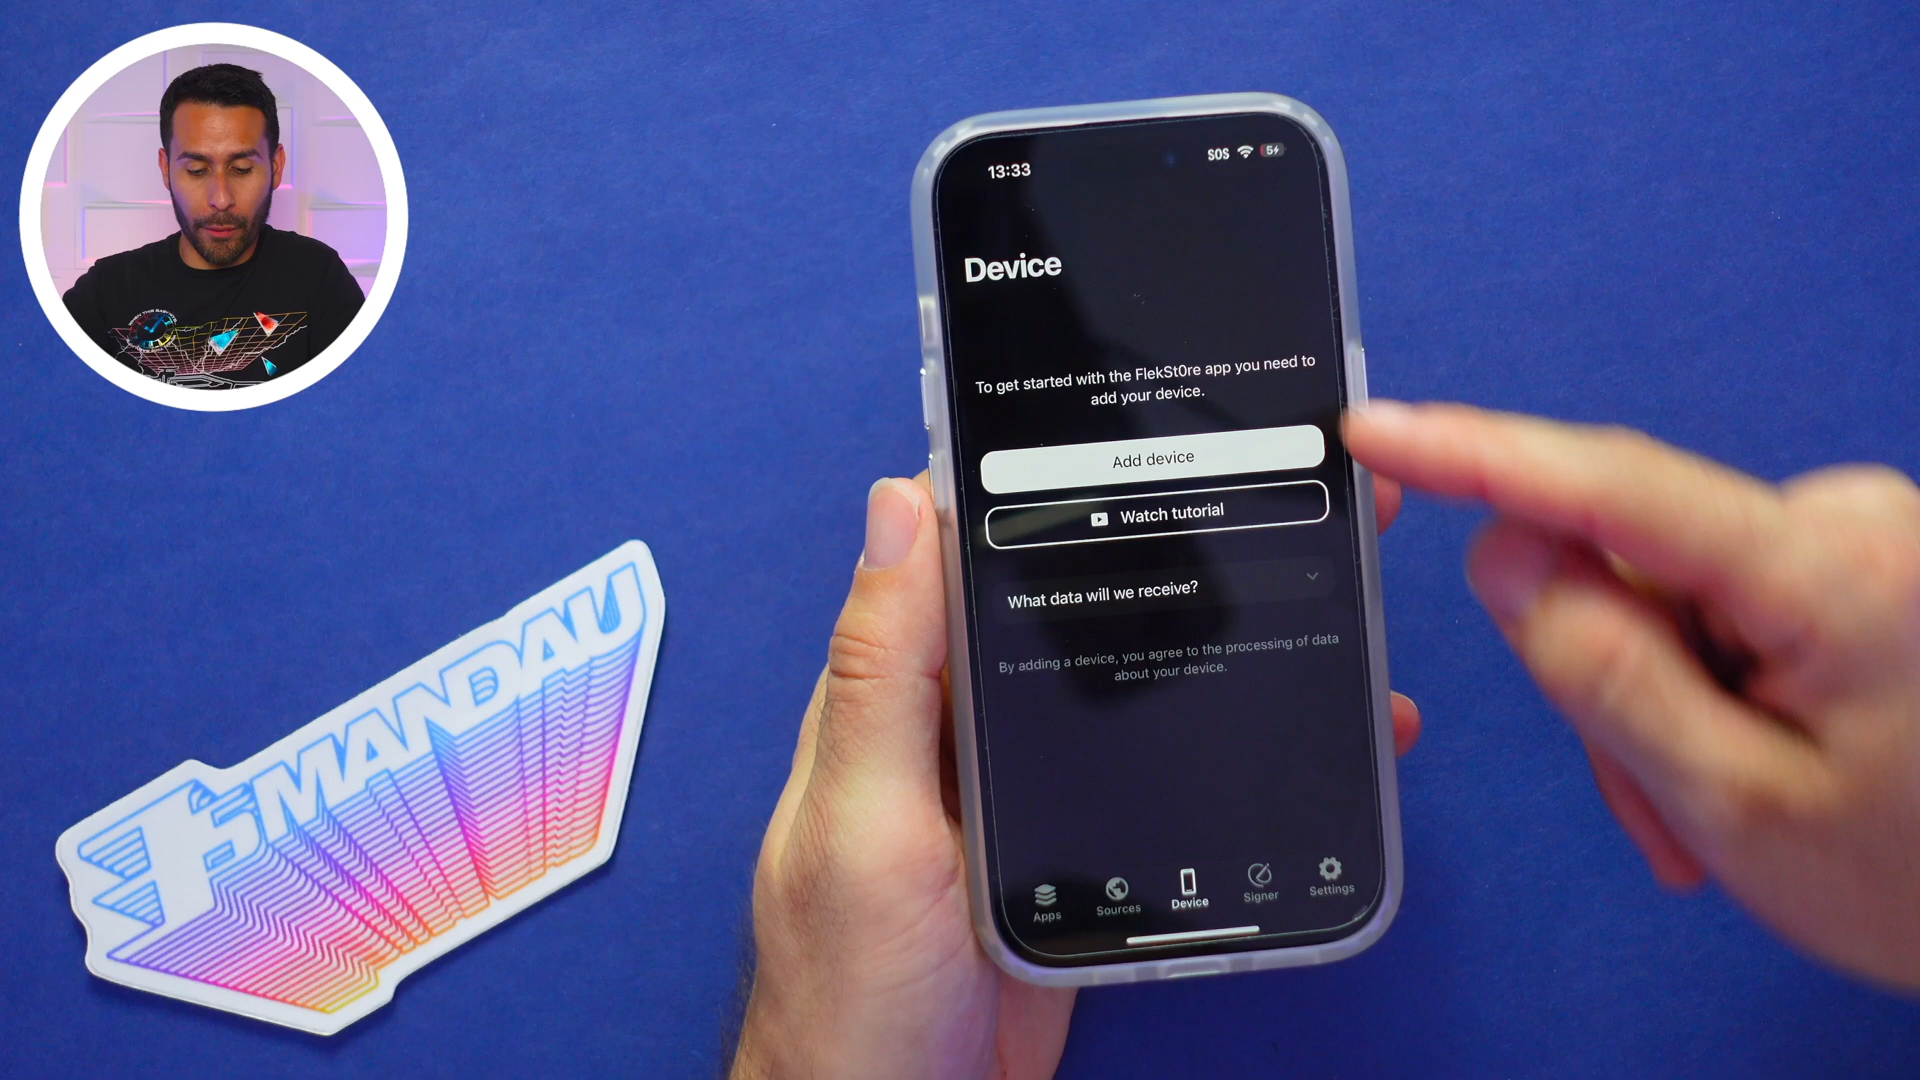 13:33
SOS
5
Device
To get started with the FlekSt0re app you need to
add your device.
Add device
Watch tutorial
What data will we receive?
By adding a device, you agree to the processing of data
about your device.
Apps
Sources
Device
Signer
Settings
MANDAU